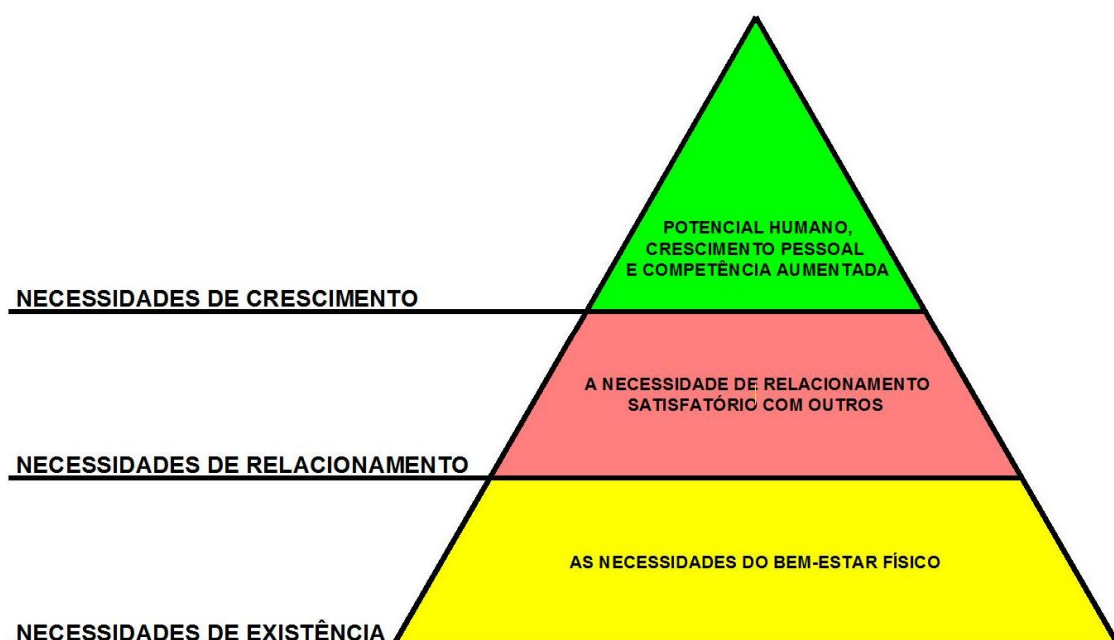 POTENCIAL HUMANO,
CRESCIMENTO PESSOAL
E COMPETÊNCIA AUMENTADA
NECESSIDADES DE CRESCIMENTO
A NECESSIDADE DE RELACIONAMENTO
SATISFATÓRIO COM OUTROS
NECESSIDADES DE RELACIONAMENTO
AS NECESSIDADES DO BEM-ESTAR FÍSICO
NECESSIDADES DE EXISTÊNCIA